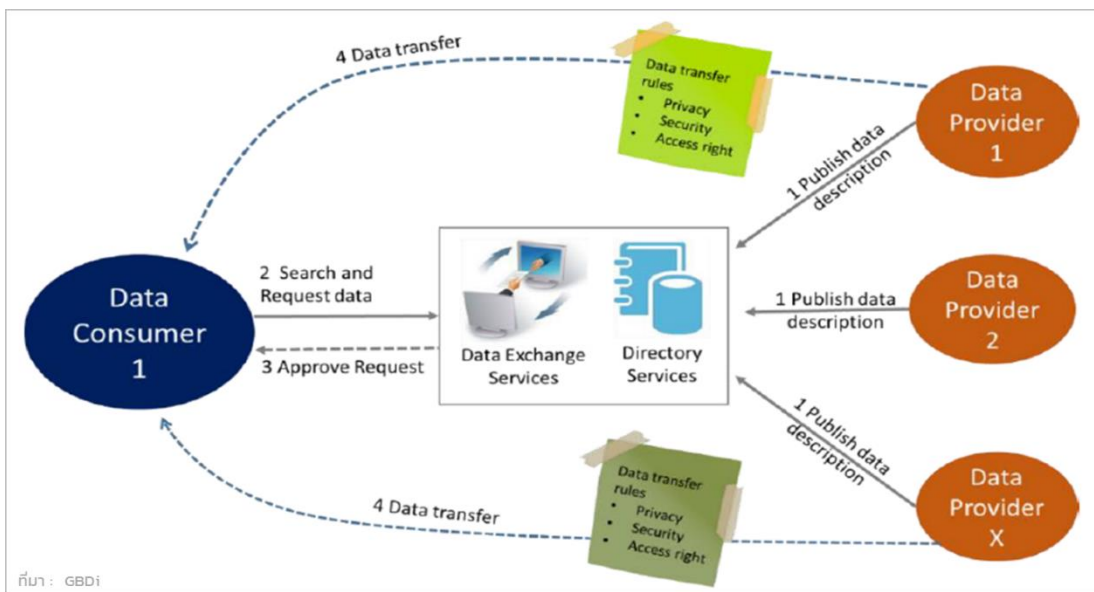 4 Data transfer
Data transfer
rules
• Privacy
• Security
• Access right
Data
Provider
1
1 Publish data
description
Data
Consumer
1
2 Search and
Request data
3 Approve Request
Data Exchange
Services
Directory
Services
1 Publish data
description
Data
Provider
2
1 Publish data
description
Data
Provider
X
4 Data transfer
Data transfer
rules
• Privacy
• Security
• Access right
ที่มา : GBDi